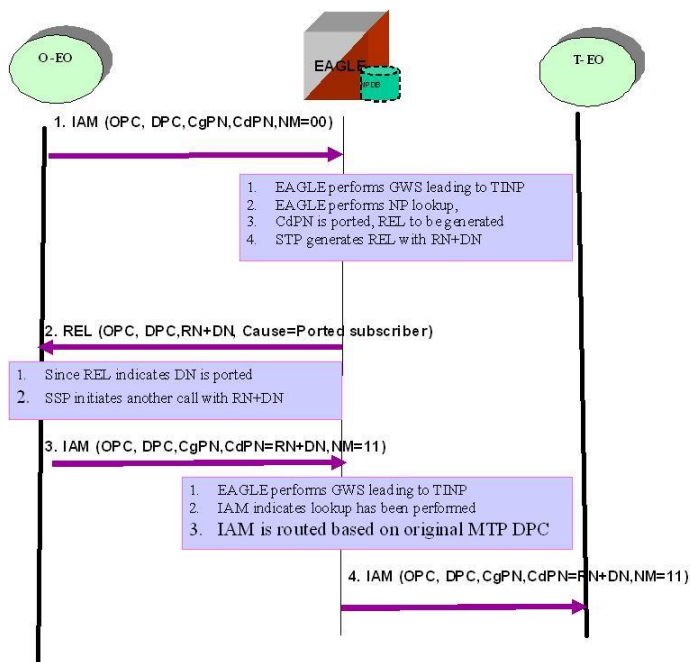 O-EO
EAGLE
NPDB
T-EO
1. IAM (OPC, DPC,CgPN,CdPN,NM=00)
1. EAGLE performs GWS leading to TINP
2. EAGLE performs NP lookup,
3. CdPN is ported, REL to be generated
4. STP generates REL with RN+DN
2. REL (OPC, DPC,RN+DN, Cause=Ported subscriber)
1. Since REL indicates DN is ported
2. SSP initiates another call with RN+DN
3. IAM (OPC, DPC,CgPN,CdPN=RN+DN,NM=11)
1. EAGLE performs GWS leading to TINP
2. IAM indicates lookup has been performed
3. IAM is routed based on original MTP DPC
4. IAM (OPC, DPC,CgPN,CdPN=RN+DN,NM=11)